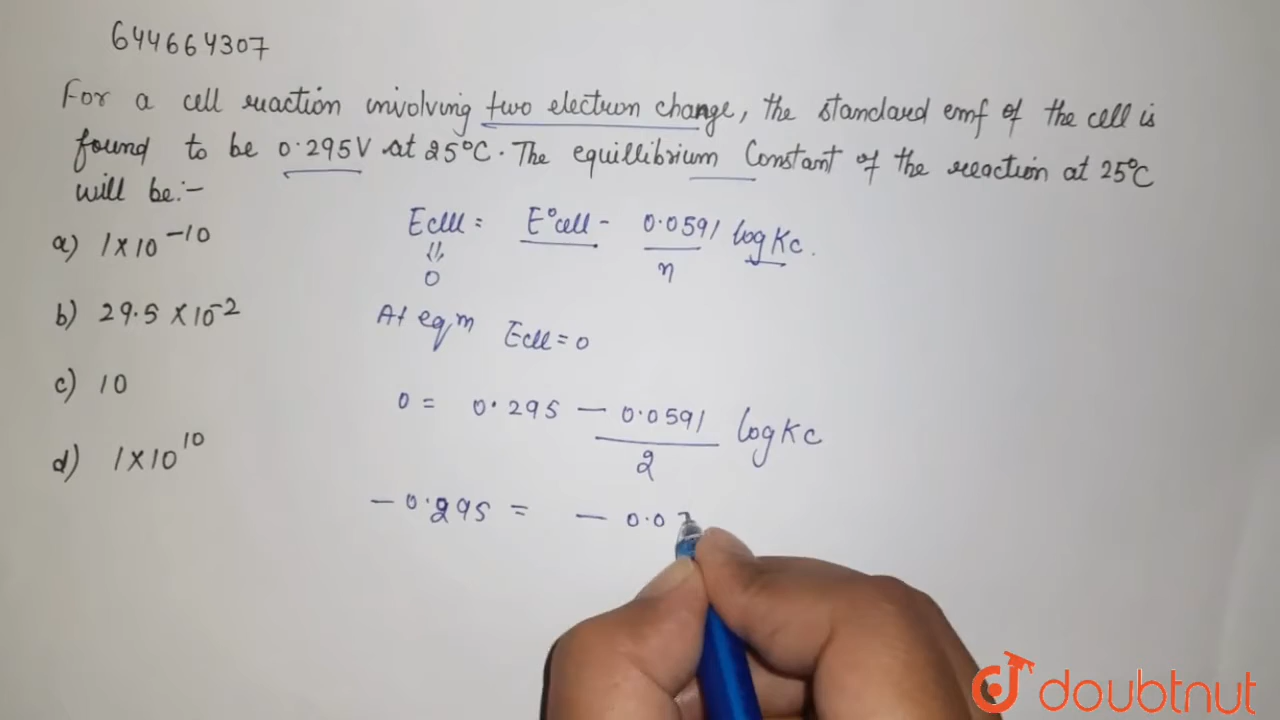 644664307
For a cell reaction involving two electron change, the standard emf of the cell is
found to be 0.295V at 25°C. The equillibrium Constant of the reaction at 25°C
will be:-
a) 1×10⁻¹⁰
b) 29.5×10⁻²
c) 10
d) 1×10¹⁰
Ecell = E°cell - 0.0591/n log Kc.
⇓
0
At eqm Ecell = 0
0 = 0.295 — 0.0591/2 log Kc
— 0.295 = — 0.0
doubtnut